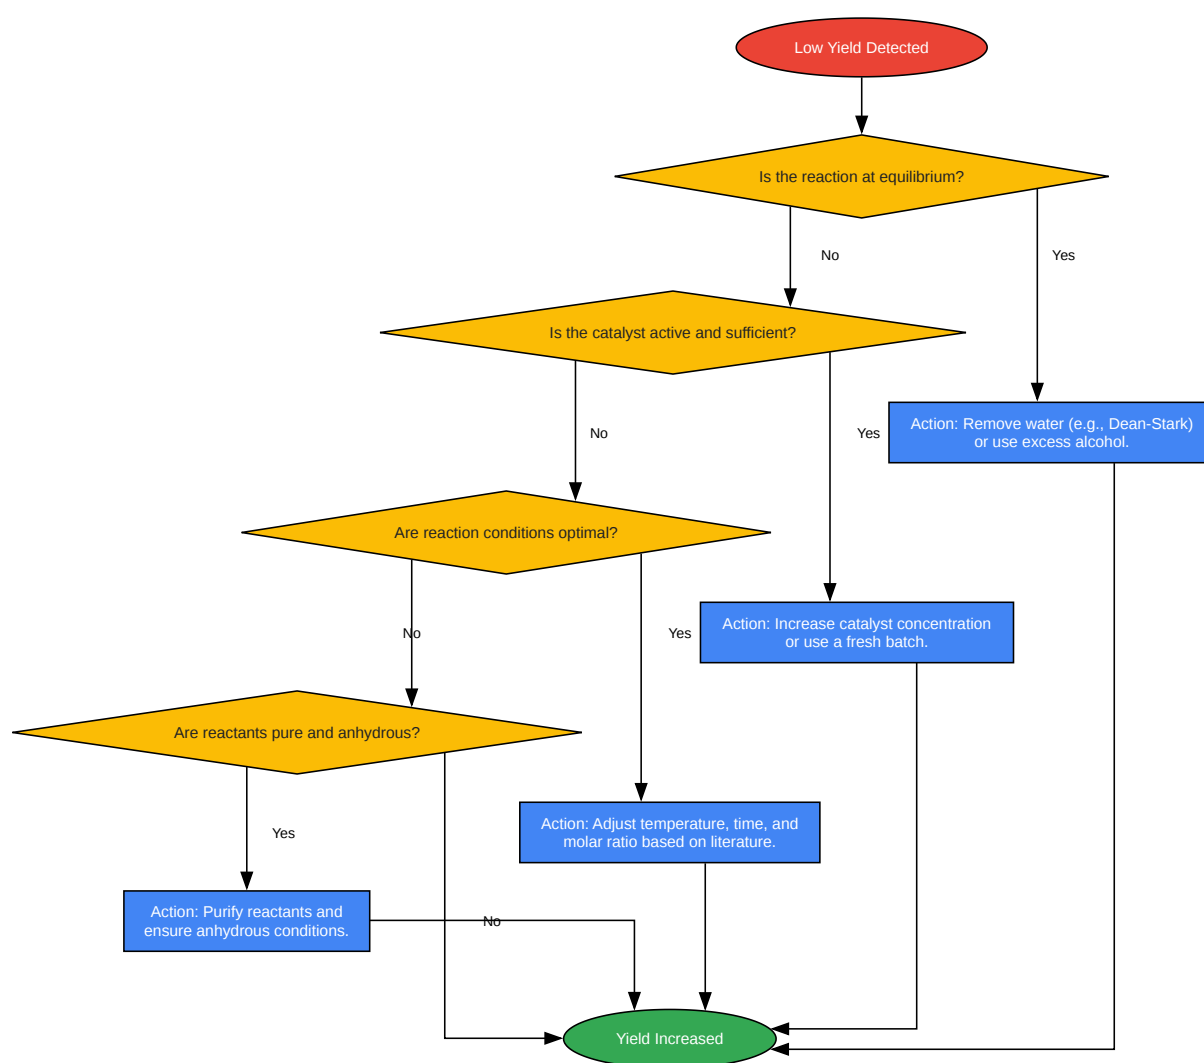 Low Yield Detected
Is the reaction at equilibrium?
No
Yes
Is the catalyst active and sufficient?
Action: Remove water (e.g., Dean-Stark)
or use excess alcohol.
No
Yes
Are reaction conditions optimal?
Action: Increase catalyst concentration
or use a fresh batch.
No
Yes
Are reactants pure and anhydrous?
Action: Adjust temperature, time, and
molar ratio based on literature.
Yes
Action: Purify reactants and
ensure anhydrous conditions.
No
Yield Increased